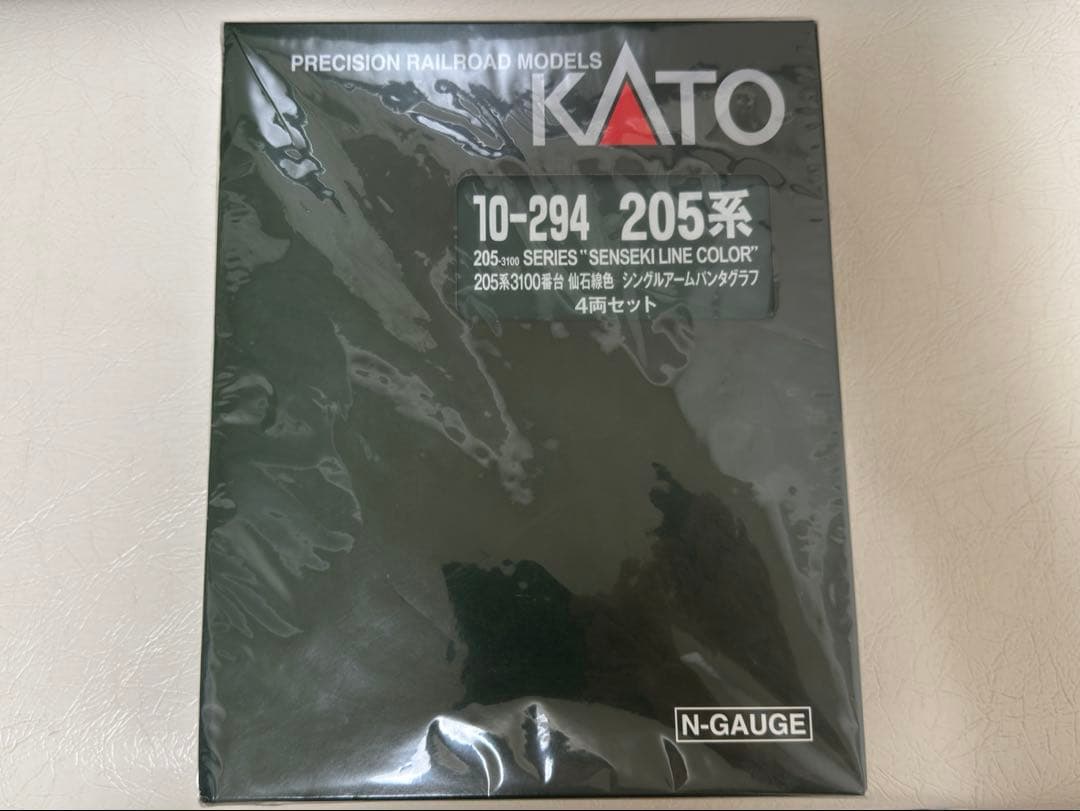 PRECISION RAILROAD MODELS
KATO
10-294 205系
205-3100 SERIES "SENSEKI LINE COLOR"
205系3100番台 仙石線色 シングルアームパンタグラフ
4両セット
N-GAUGE